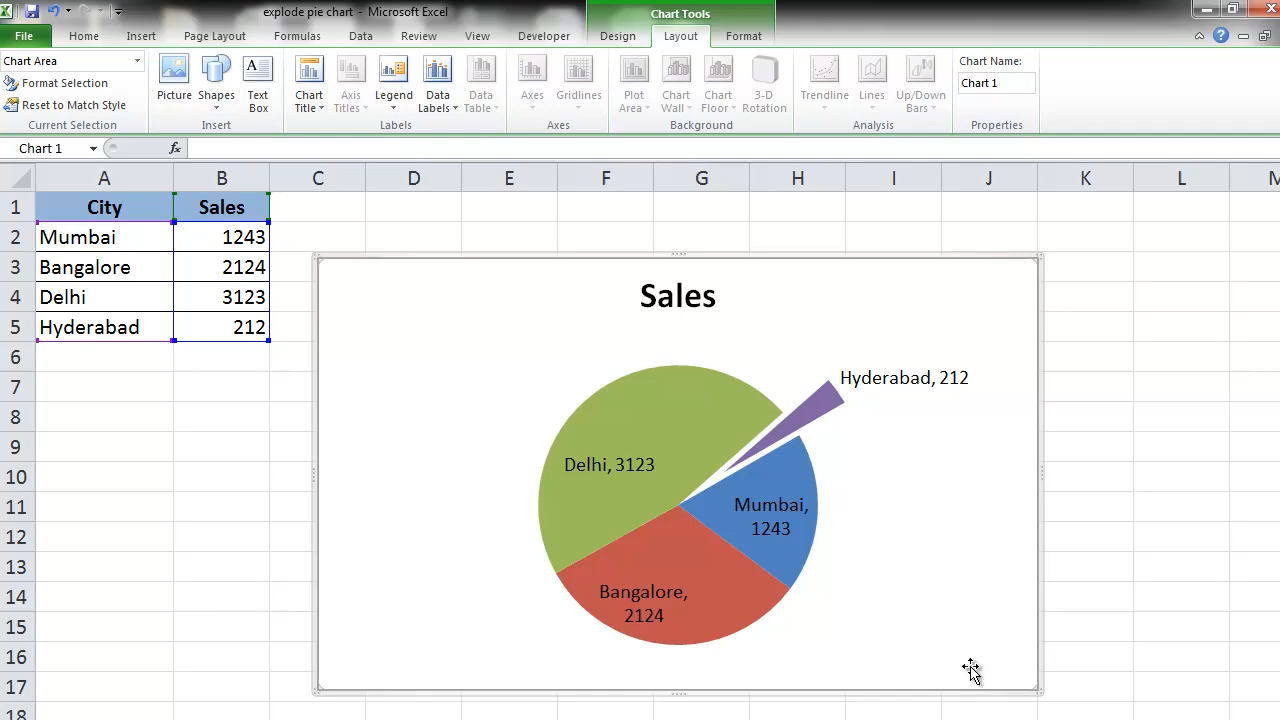 explode pie chart - Microsoft Excel
Chart Tools
File Home Insert Page Layout Formulas Data Review View Developer Design Layout Format
Chart Area
Format Selection
Reset to Match Style
Current Selection
Picture
Shapes
Text
Box
Insert
Chart
Title
Axis
Titles
Legend
Data
Labels
Data
Table
Labels
Axes
Gridlines
Axes
Plot
Area
Chart
Wall
Chart
Floor
3-D
Rotation
Background
Trendline
Lines
Up/Down
Bars
Analysis
Chart Name:
Chart 1
Properties
Chart 1 fx
A B C D E F G H I J K L M
1 City Sales
2 Mumbai 1243
3 Bangalore 2124
4 Delhi 3123
5 Hyderabad 212
6
7
8
9
10
11
12
13
14
15
16
17
18
Sales
Hyderabad, 212
Delhi, 3123
Mumbai,
1243
Bangalore,
2124